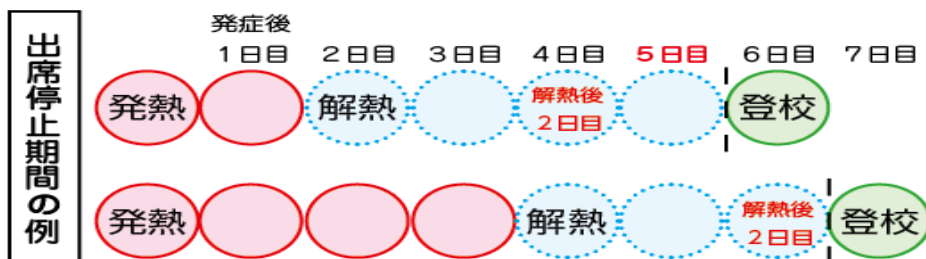 出席停止期間の例
発症後
1日目 2日目 3日目 4日目 5日目 6日目 7日目
発熱 解熱 解熱後 登校
2日目
発熱 解熱 解熱後 登校
2日目